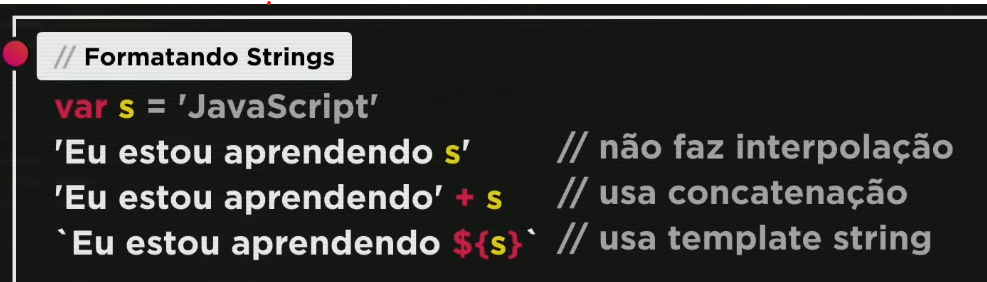 // Formatando Strings
var s = 'JavaScript'
'Eu estou aprendendo s' // não faz interpolação
'Eu estou aprendendo' + s // usa concatenação
`Eu estou aprendendo ${s}` // usa template string